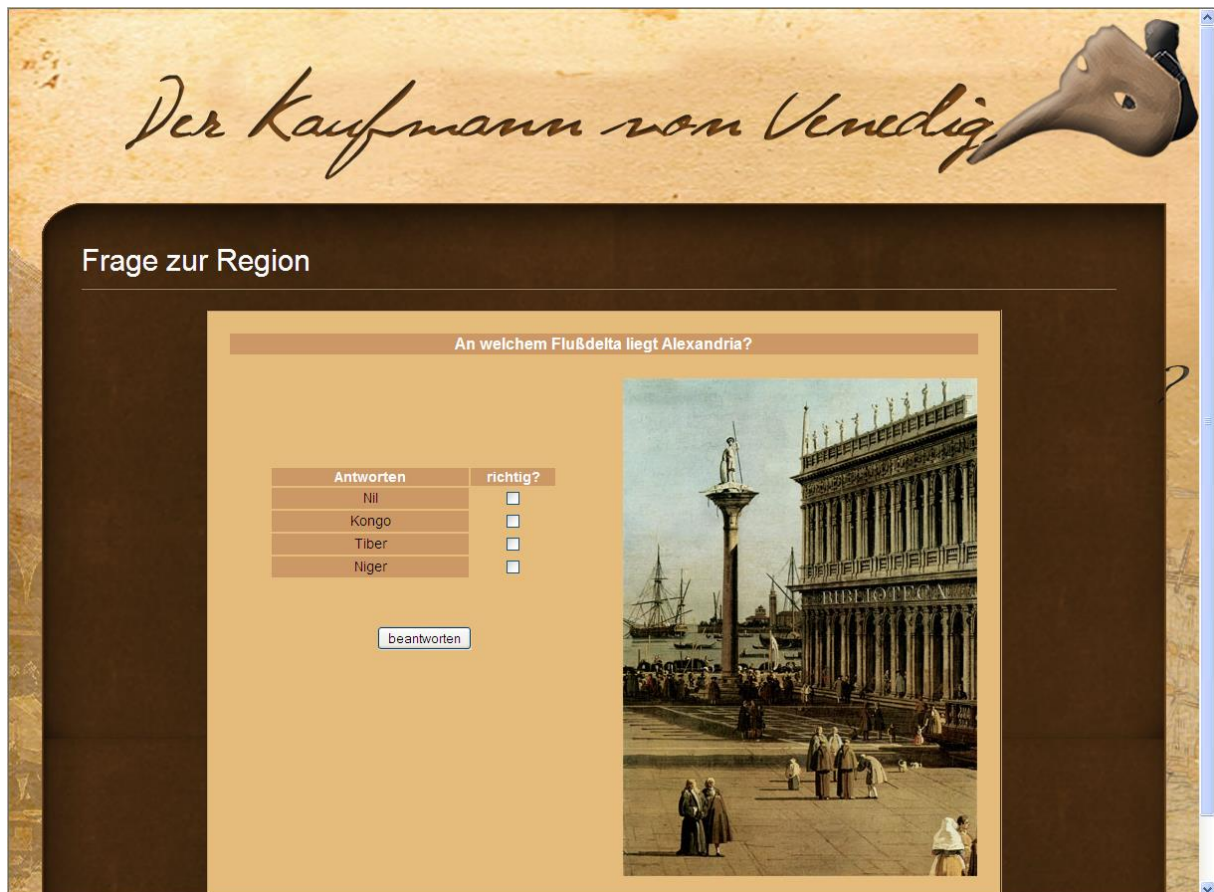 Der Kaufmann von Venedig
Frage zur Region
An welchem Flußdelta liegt Alexandria?
Antworten richtig?
Nil
Kongo
Tiber
Niger
beantworten
BIBLIOTECA
?